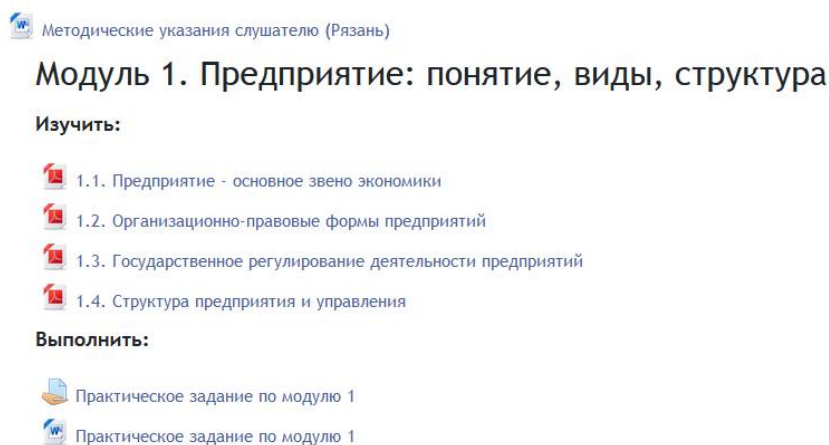 Методические указания слушателю (Рязань)
Модуль 1. Предприятие: понятие, виды, структура
Изучить:
1.1. Предприятие - основное звено экономики
1.2. Организационно-правовые формы предприятий
1.3. Государственное регулирование деятельности предприятий
1.4. Структура предприятия и управления
Выполнить:
Практическое задание по модулю 1
Практическое задание по модулю 1